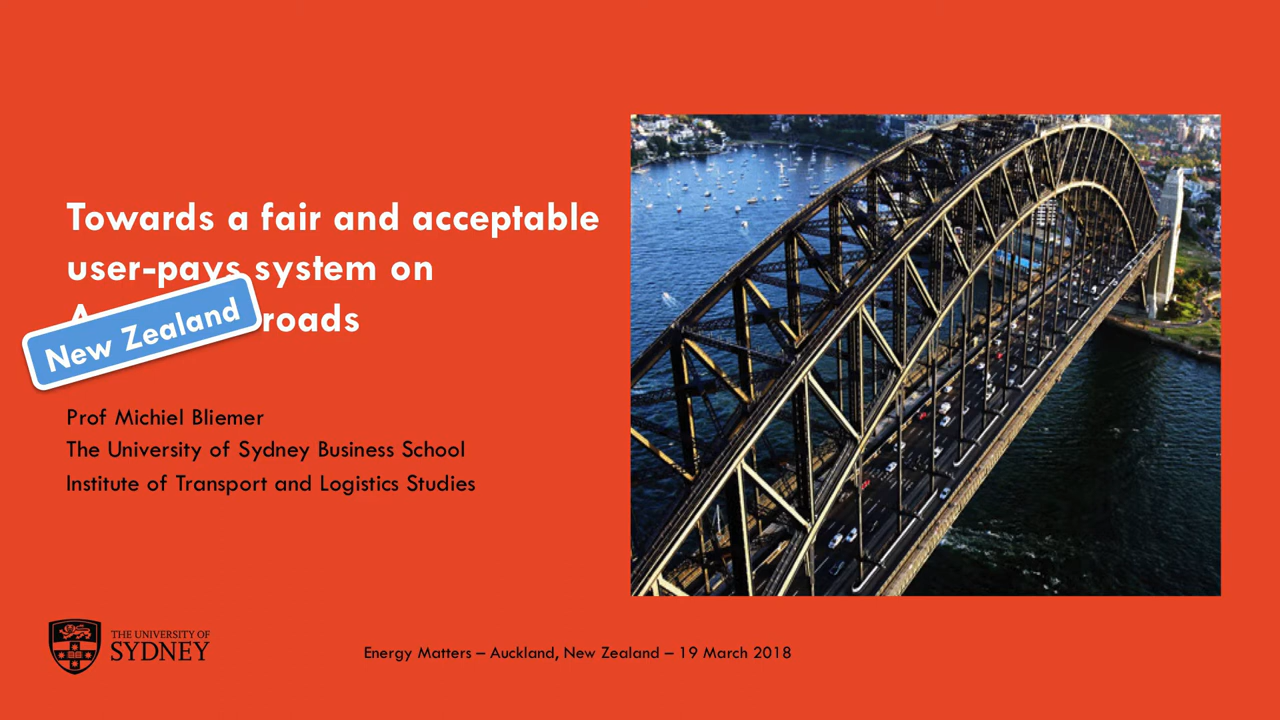 Towards a fair and acceptable
user-pays system on
roads
New Zealand
Prof Michiel Bliemer
The University of Sydney Business School
Institute of Transport and Logistics Studies
THE UNIVERSITY OF
SYDNEY
Energy Matters – Auckland, New Zealand – 19 March 2018